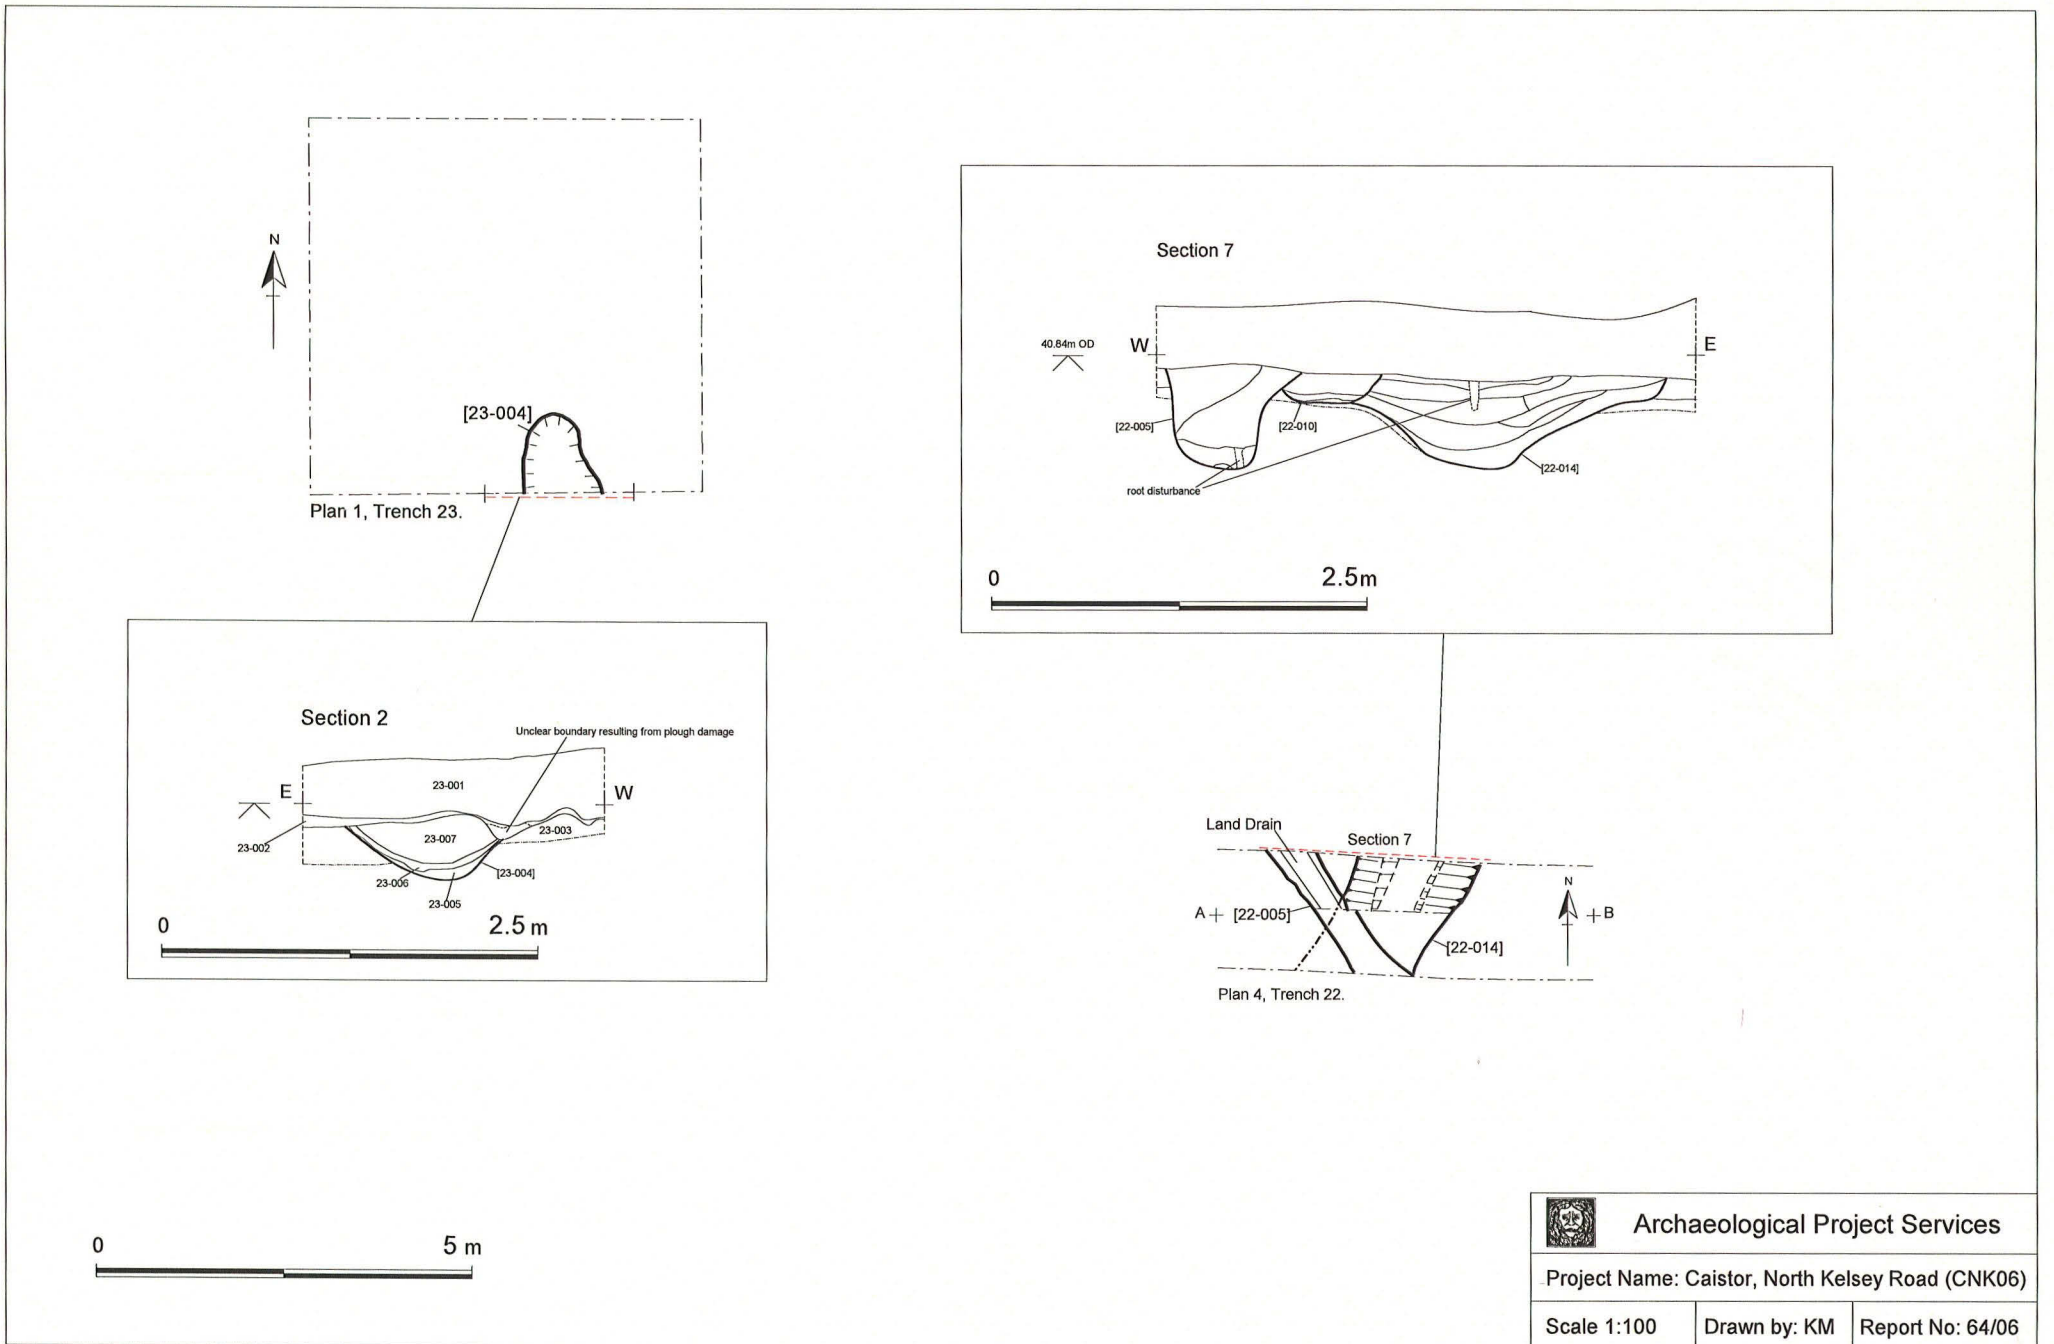 N
[23-004]
Plan 1, Trench 23.
Section 2
Unclear boundary resulting from plough damage
23-001
E
W
23-007
23-003
23-002
[23-004]
23-006
23-005
0 2.5 m
Section 7
40.84m OD
W
E
[22-005]
[22-010]
[22-014]
root disturbance
0 2.5m
Land Drain
Section 7
N
A
[22-005]
B
[22-014]
Plan 4, Trench 22.
0 5 m
Archaeological Project Services
Project Name: Caistor, North Kelsey Road (CNK06)
Scale 1:100 Drawn by: KM Report No: 64/06